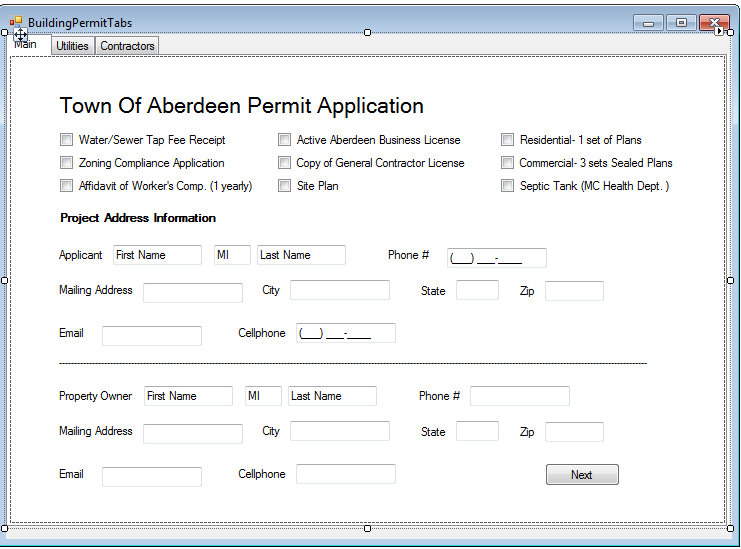 BuildingPermitTabs
Main Utilities Contractors
Town Of Aberdeen Permit Application
Water/Sewer Tap Fee Receipt Active Aberdeen Business License Residential- 1 set of Plans
Zoning Compliance Application Copy of General Contractor License Commercial- 3 sets Sealed Plans
Affidavit of Worker's Comp. (1 yearly) Site Plan Septic Tank (MC Health Dept. )
Project Address Information
Applicant First Name MI Last Name Phone # (___) ___-____
Mailing Address City State Zip
Email Cellphone (___) ___-____
Property Owner First Name MI Last Name Phone #
Mailing Address City State Zip
Email Cellphone Next